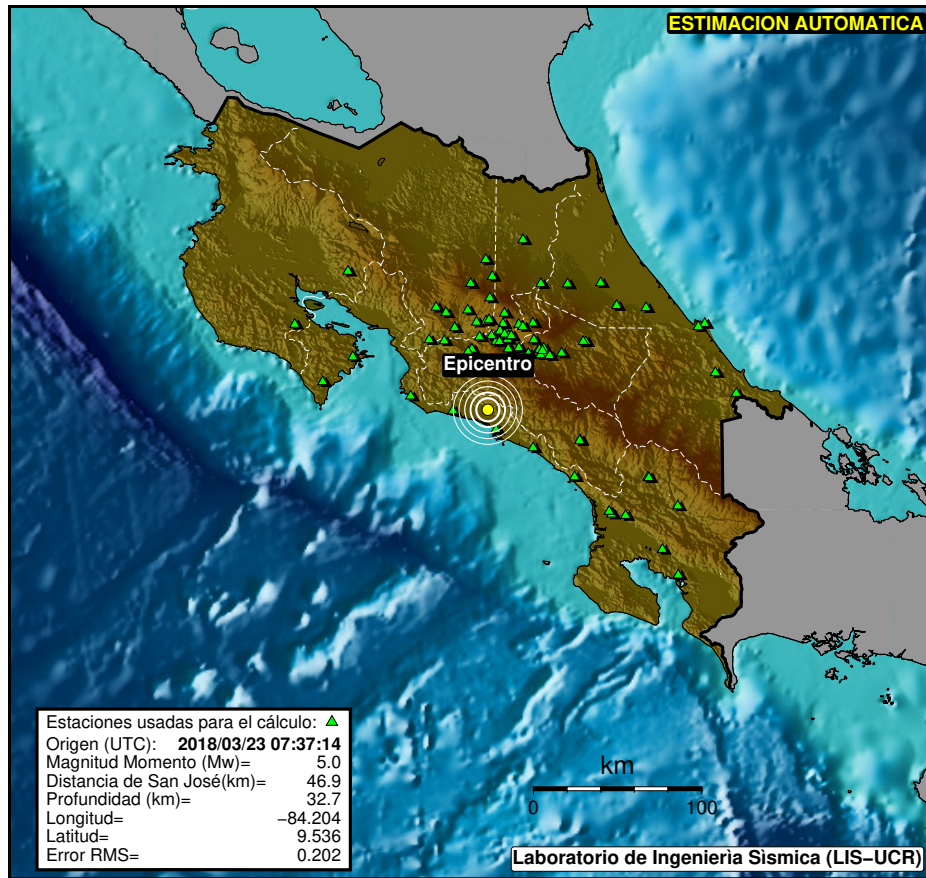 ESTIMACION AUTOMATICA
Epicentro
Estaciones usadas para el cálculo:
Origen (UTC): 2018/03/23 07:37:14
Magnitud Momento (Mw)= 5.0
Distancia de San José(km)= 46.9
Profundidad (km)= 32.7
Longitud= −84.204
Latitud= 9.536
Error RMS= 0.202
km
0 100
Laboratorio de Ingenierìa Sìsmica (LIS−UCR)